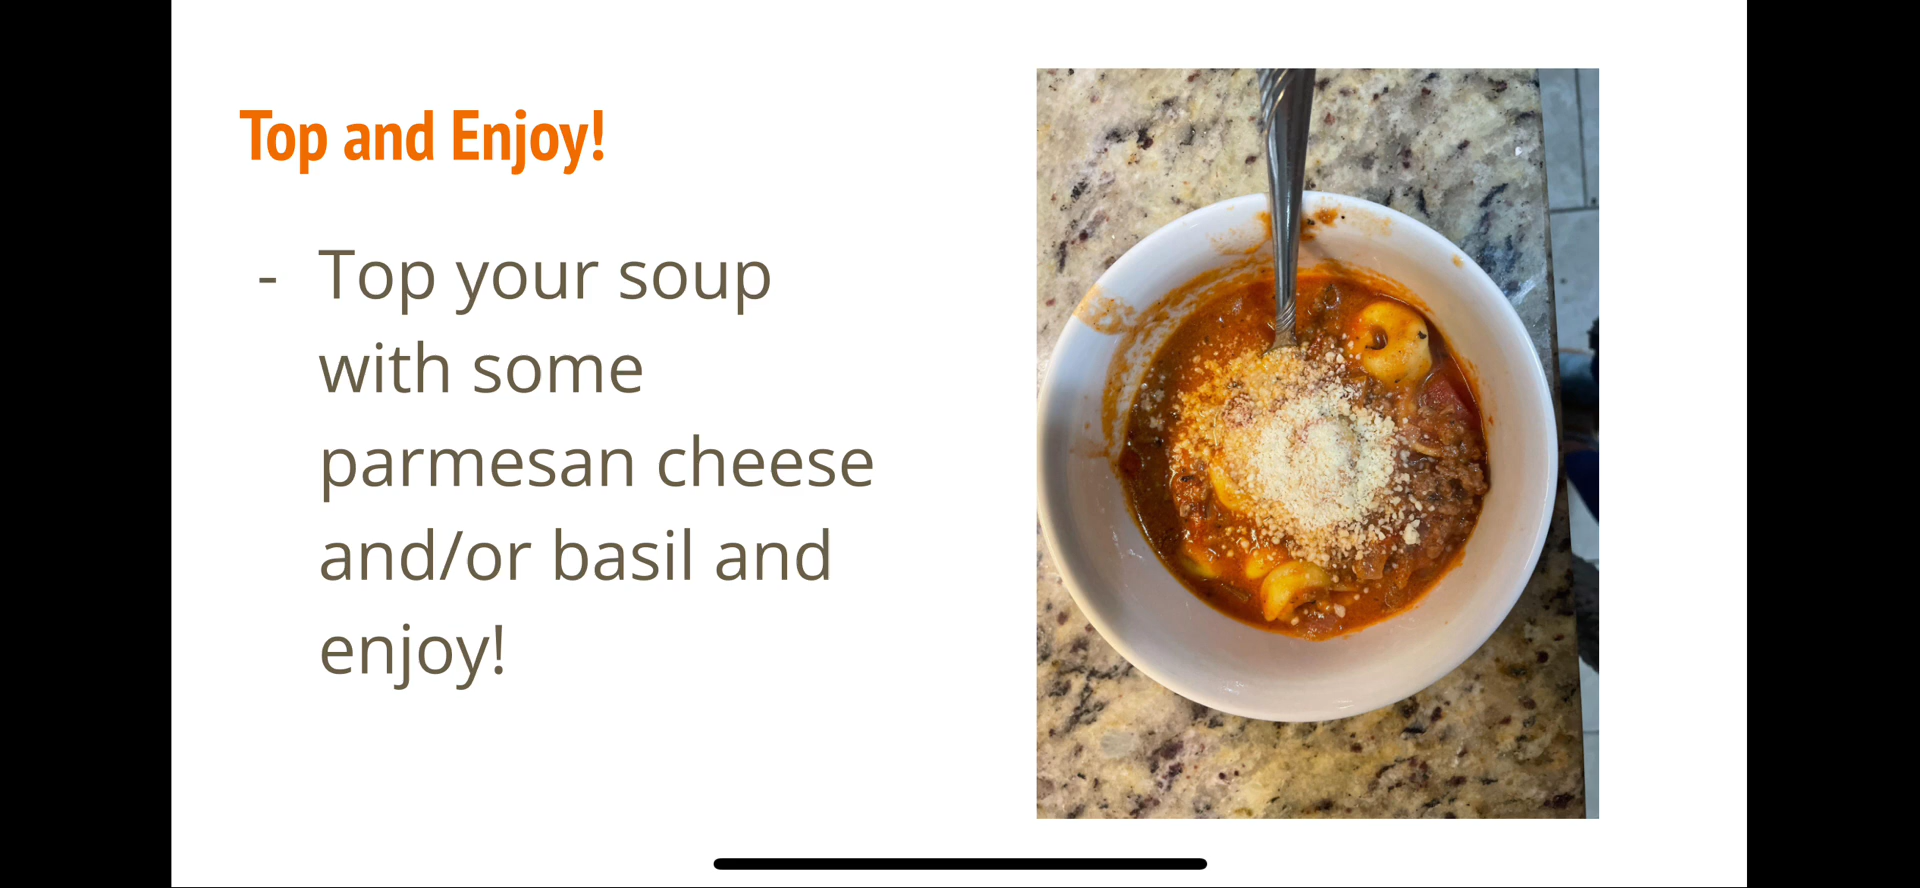 Top and Enjoy!
- Top your soup
with some
parmesan cheese
and/or basil and
enjoy!